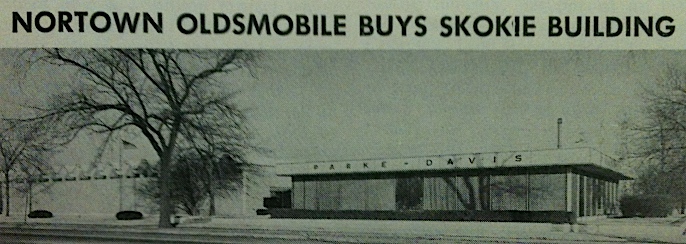 NORTOWN OLDSMOBILE BUYS SKOKIE BUILDING
PARKE - DAVIS